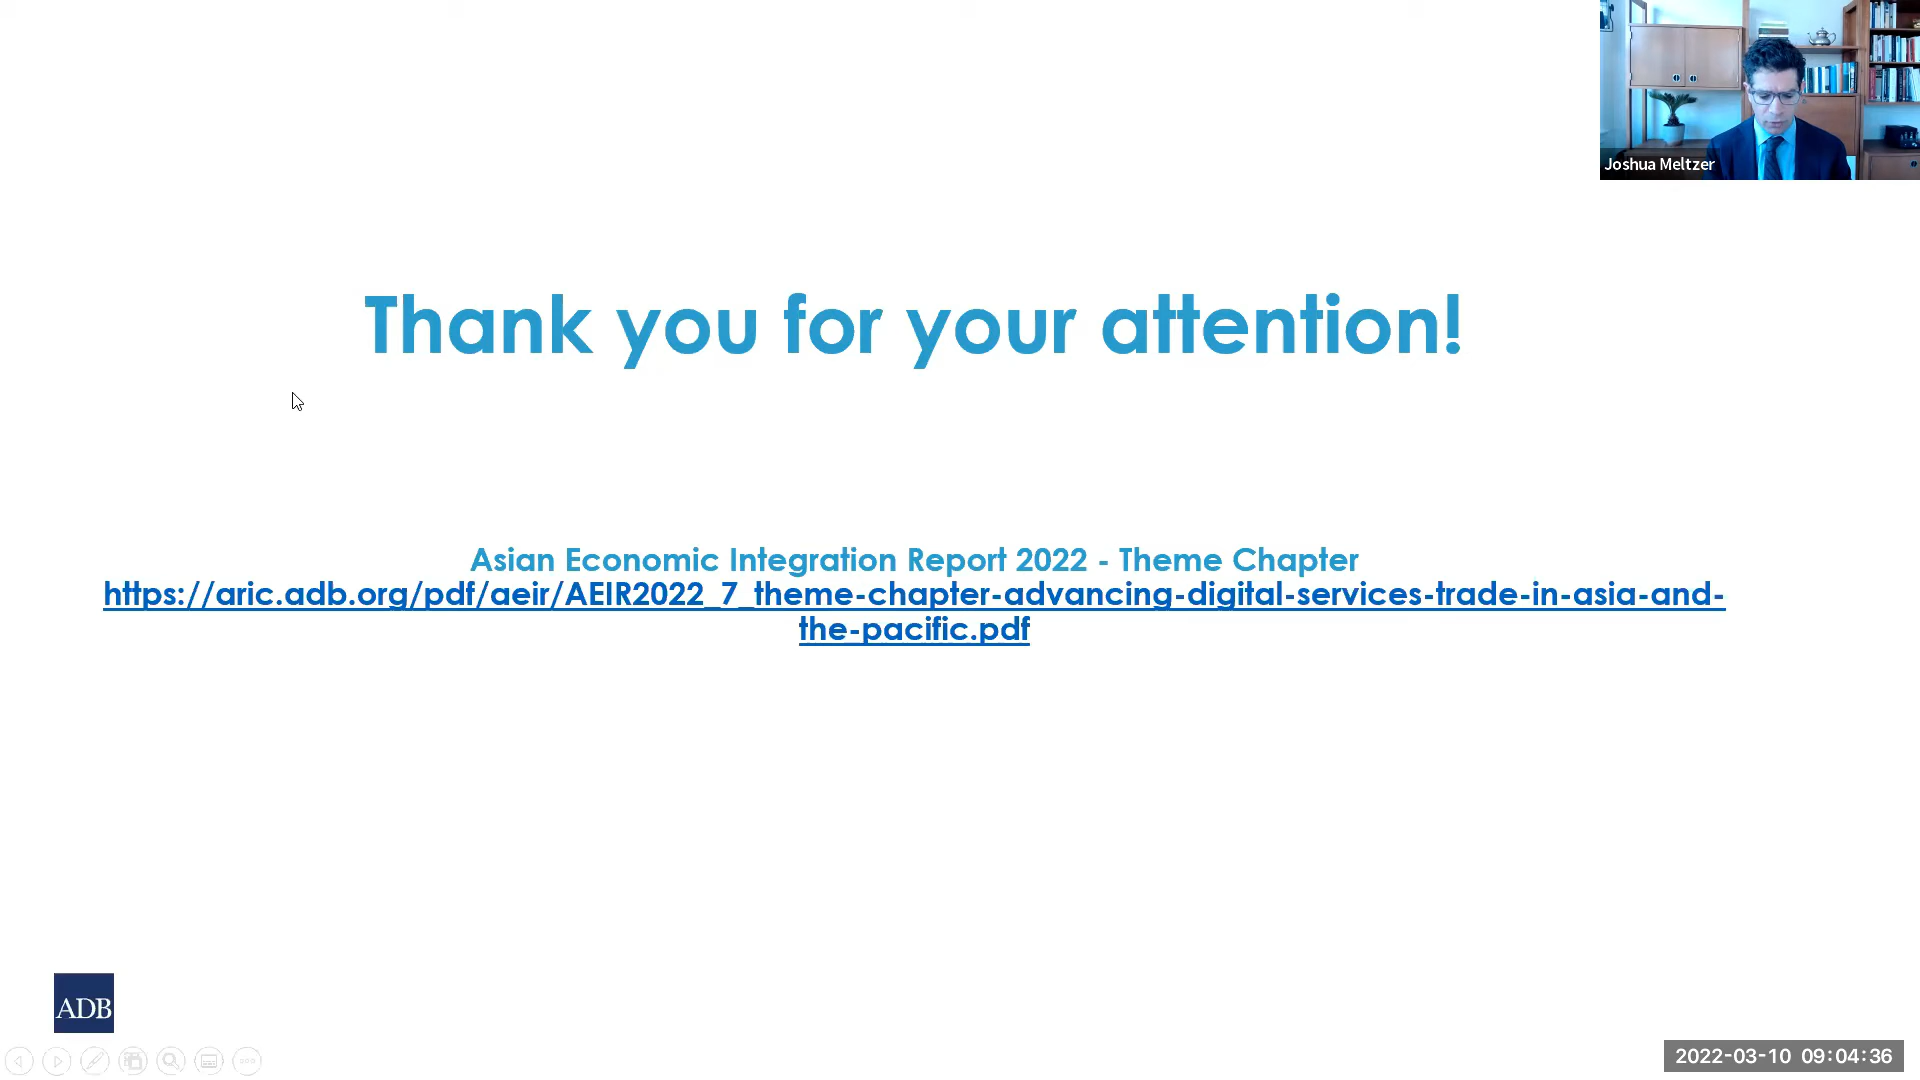 Joshua Meltzer
Thank you for your attention!
Asian Economic Integration Report 2022 - Theme Chapter
https://aric.adb.org/pdf/aeir/AEIR2022_7_theme-chapter-advancing-digital-services-trade-in-asia-and-
the-pacific.pdf
ADB
2022-03-10 09:04:36